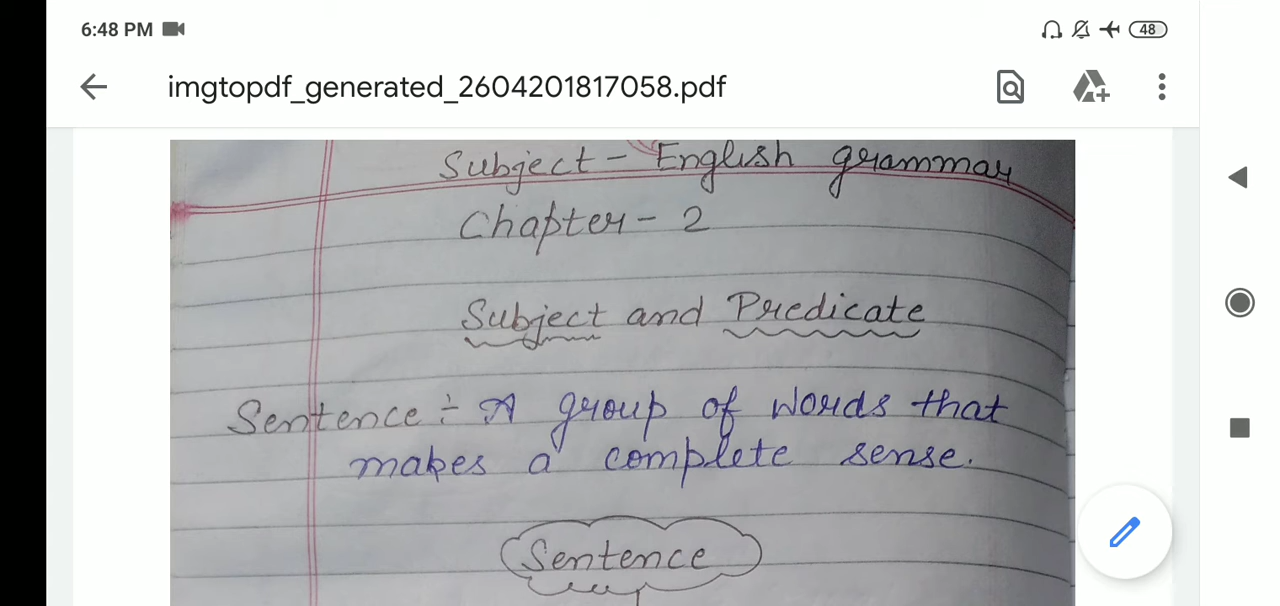 6:48 PM 48
imgtopdf_generated_2604201817058.pdf
Subject - English grammar
Chapter - 2
Subject and Predicate
Sentence :- A group of words that
makes a complete sense.
Sentence